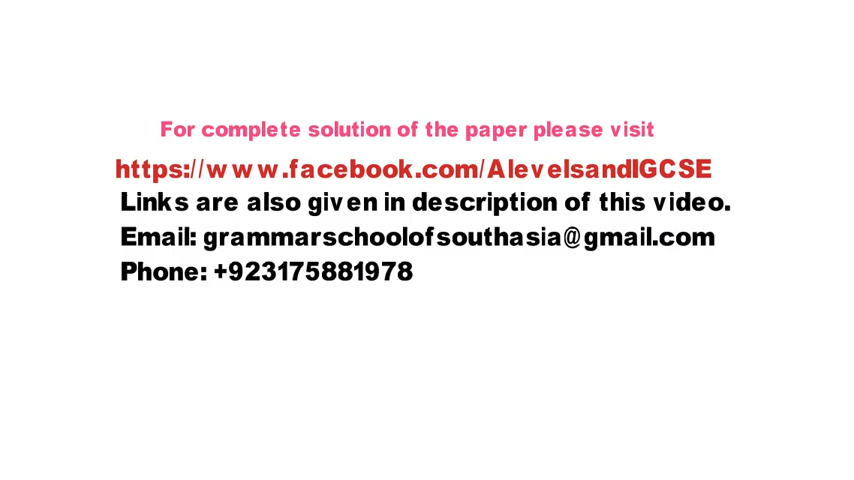 For complete solution of the paper please visit
https://www.facebook.com/AlevelsandIGCSE
Links are also given in description of this video.
Email: grammarschoolofsouthasia@gmail.com
Phone: +923175881978